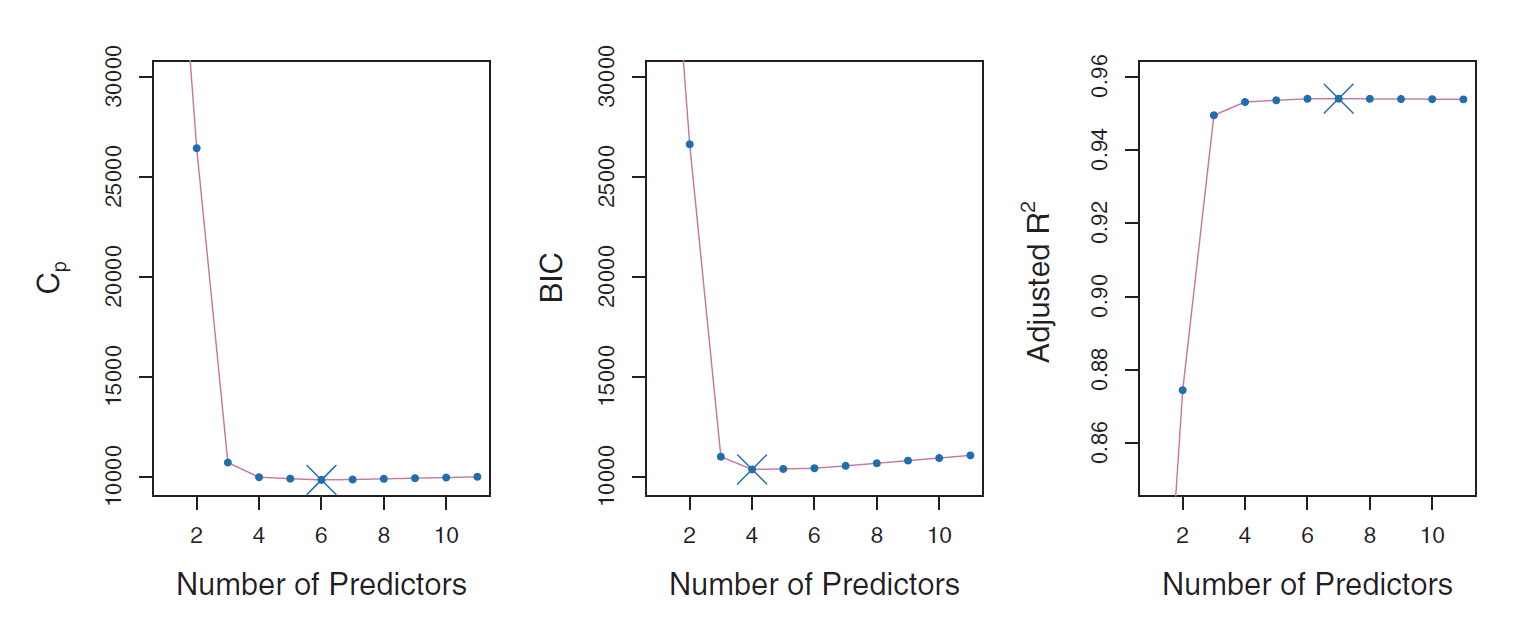 Cp
30000
25000
20000
15000
10000
2 4 6 8 10
Number of Predictors
BIC
30000
25000
20000
15000
10000
2 4 6 8 10
Number of Predictors
Adjusted R²
0.96
0.94
0.92
0.90
0.88
0.86
2 4 6 8 10
Number of Predictors